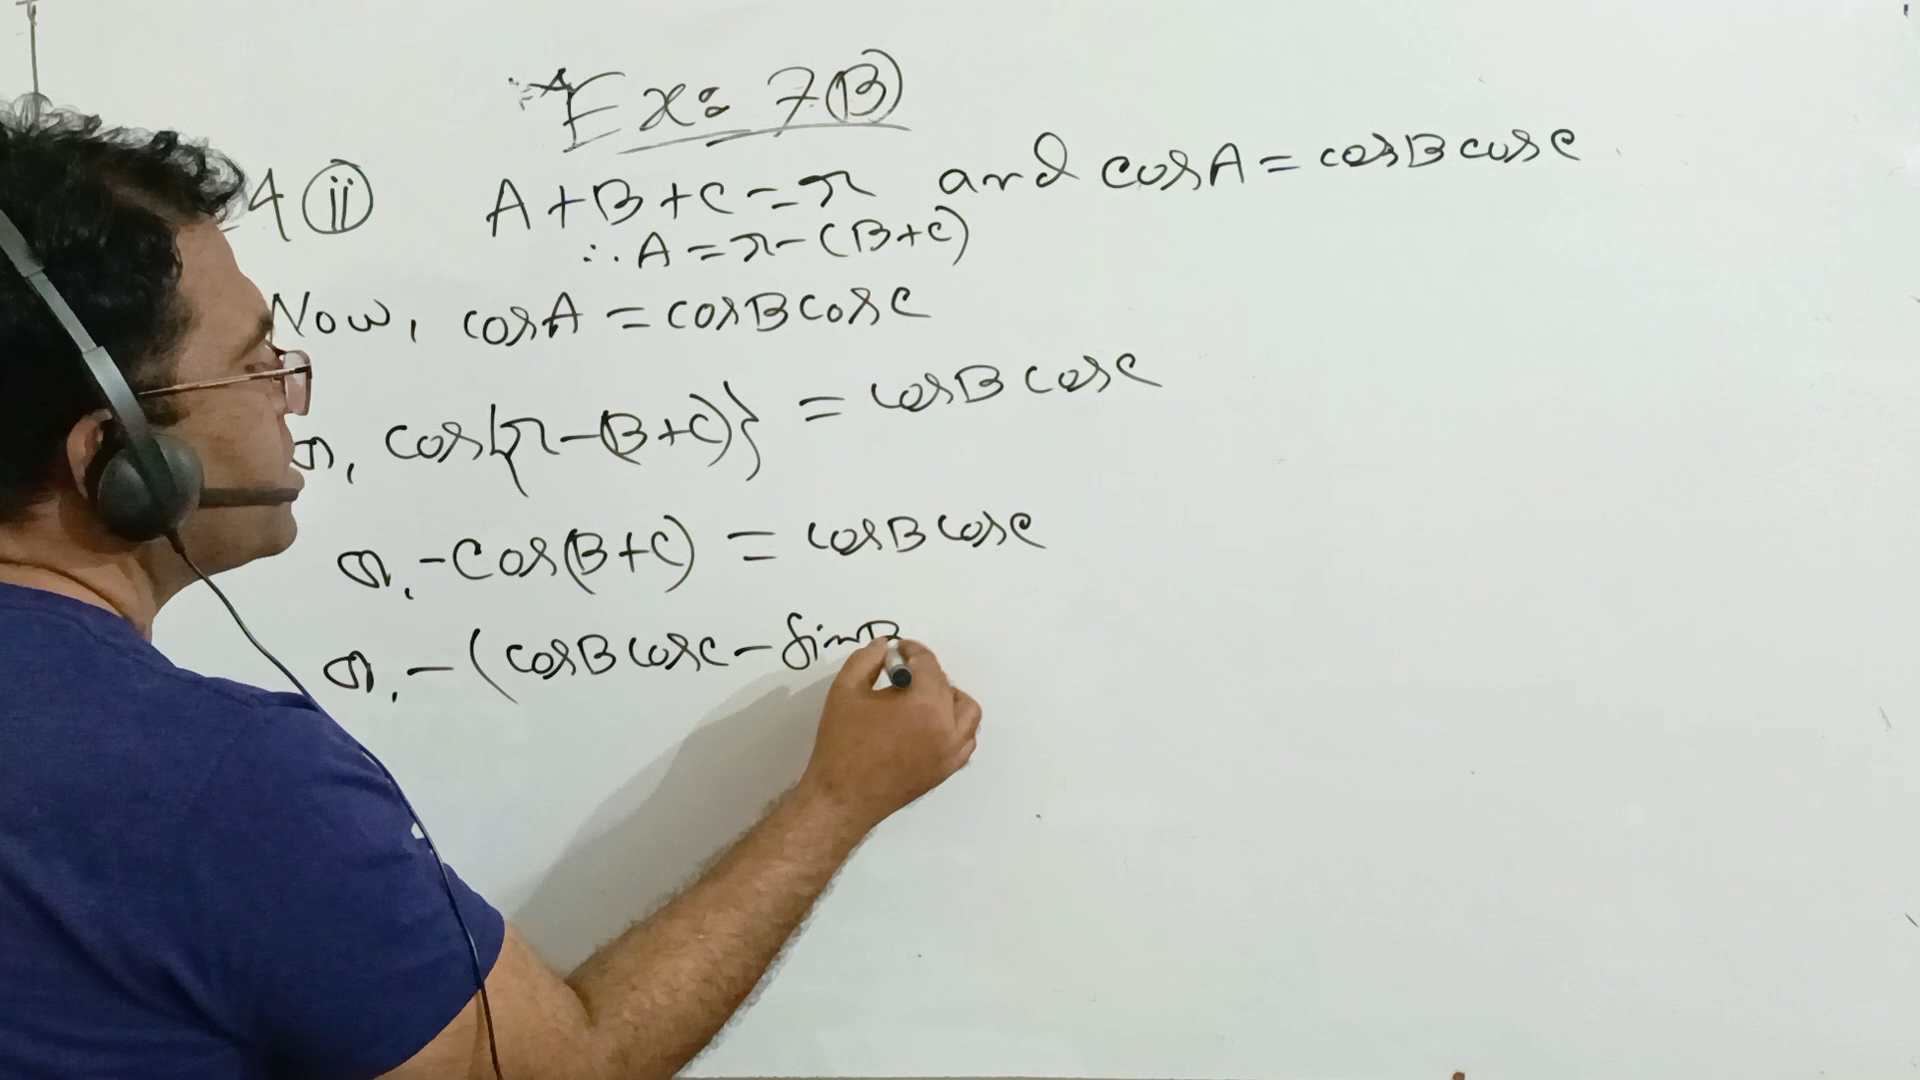 Ex: 7(B)
4 (ii) A+B+C=π and cosA = cosB cosC
∴ A = π-(B+C)
Now, cosA = cosB cosC
or, cos{π-(B+C)} = cosB cosC
or, -cos(B+C) = cosB cosC
or, -(cosB cosC - sinB